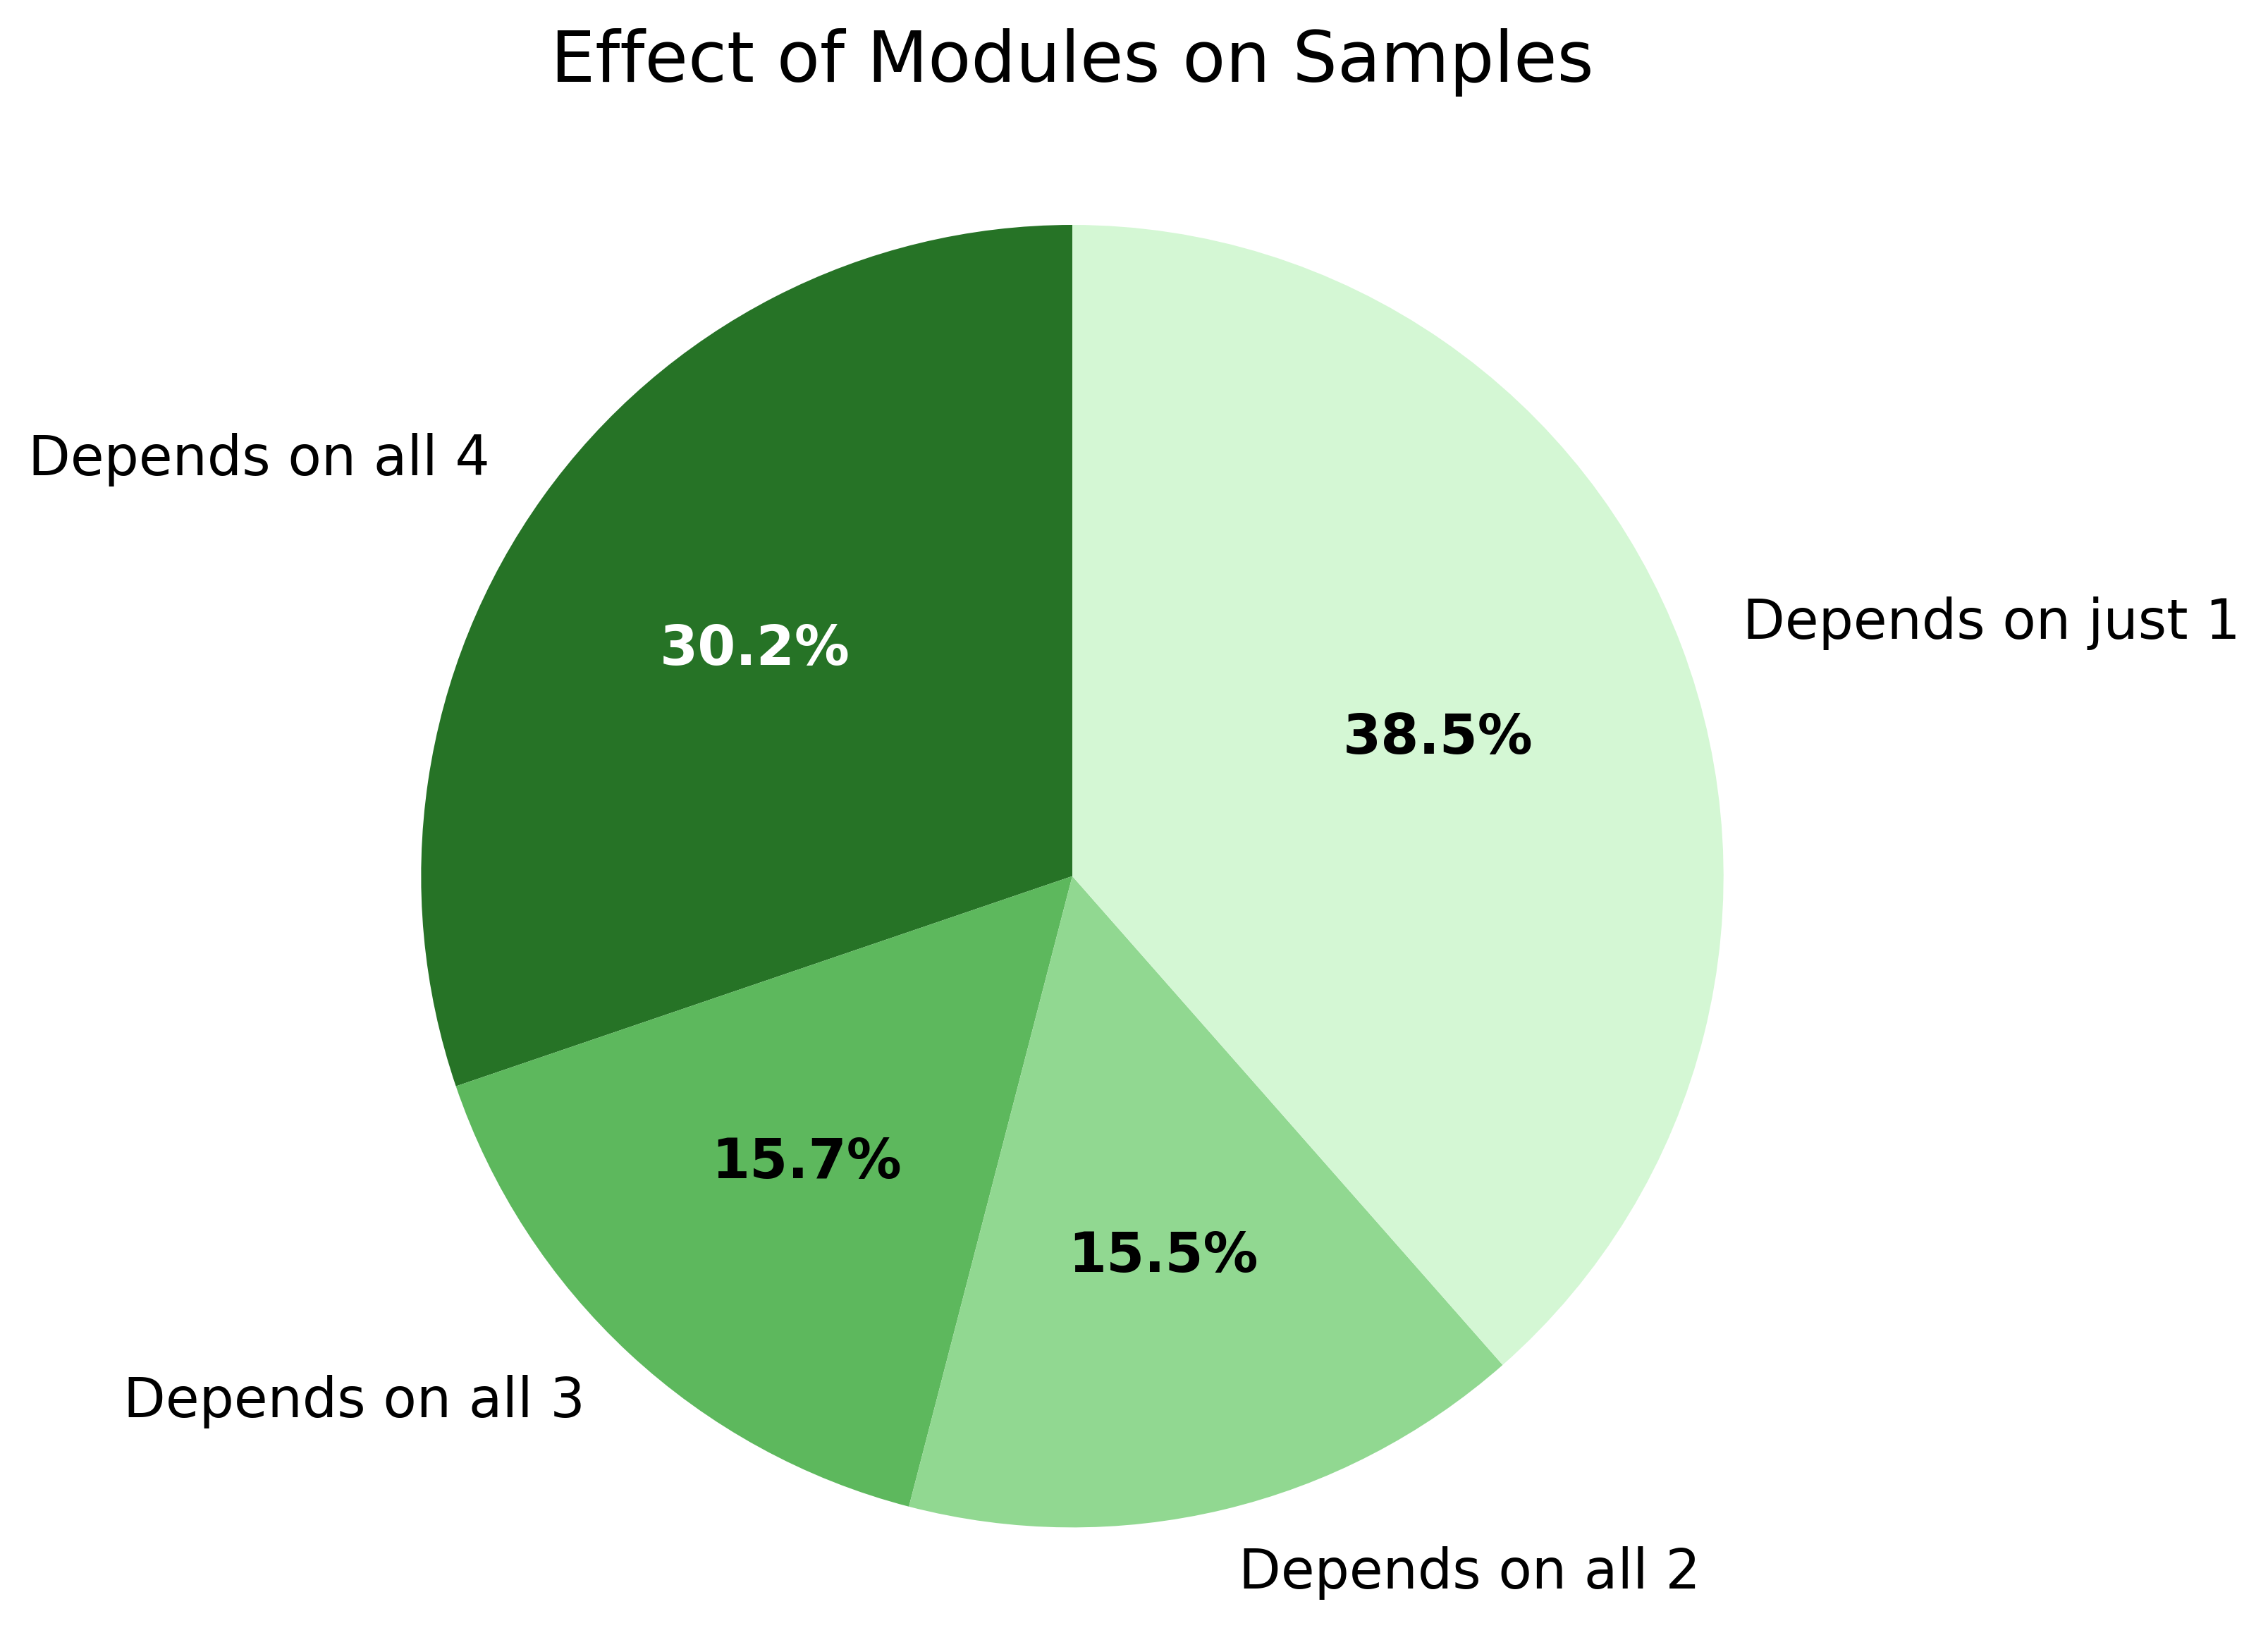 Effect of Modules on Samples
Depends on all 4
Depends on just 1
30.2%
38.5%
15.7%
15.5%
Depends on all 3
Depends on all 2